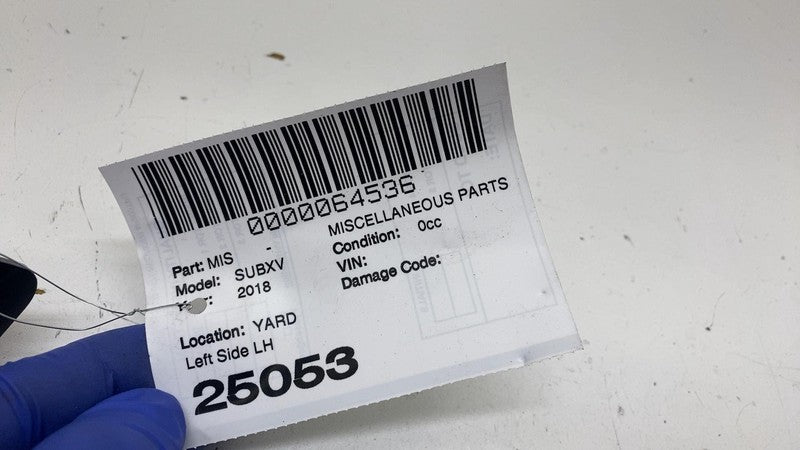 0000064536
Part: MIS - MISCELLANEOUS PARTS
Model: SUBXV Condition: 0cc
2018 VIN:
Damage Code:
Location: YARD
Left Side LH
25053